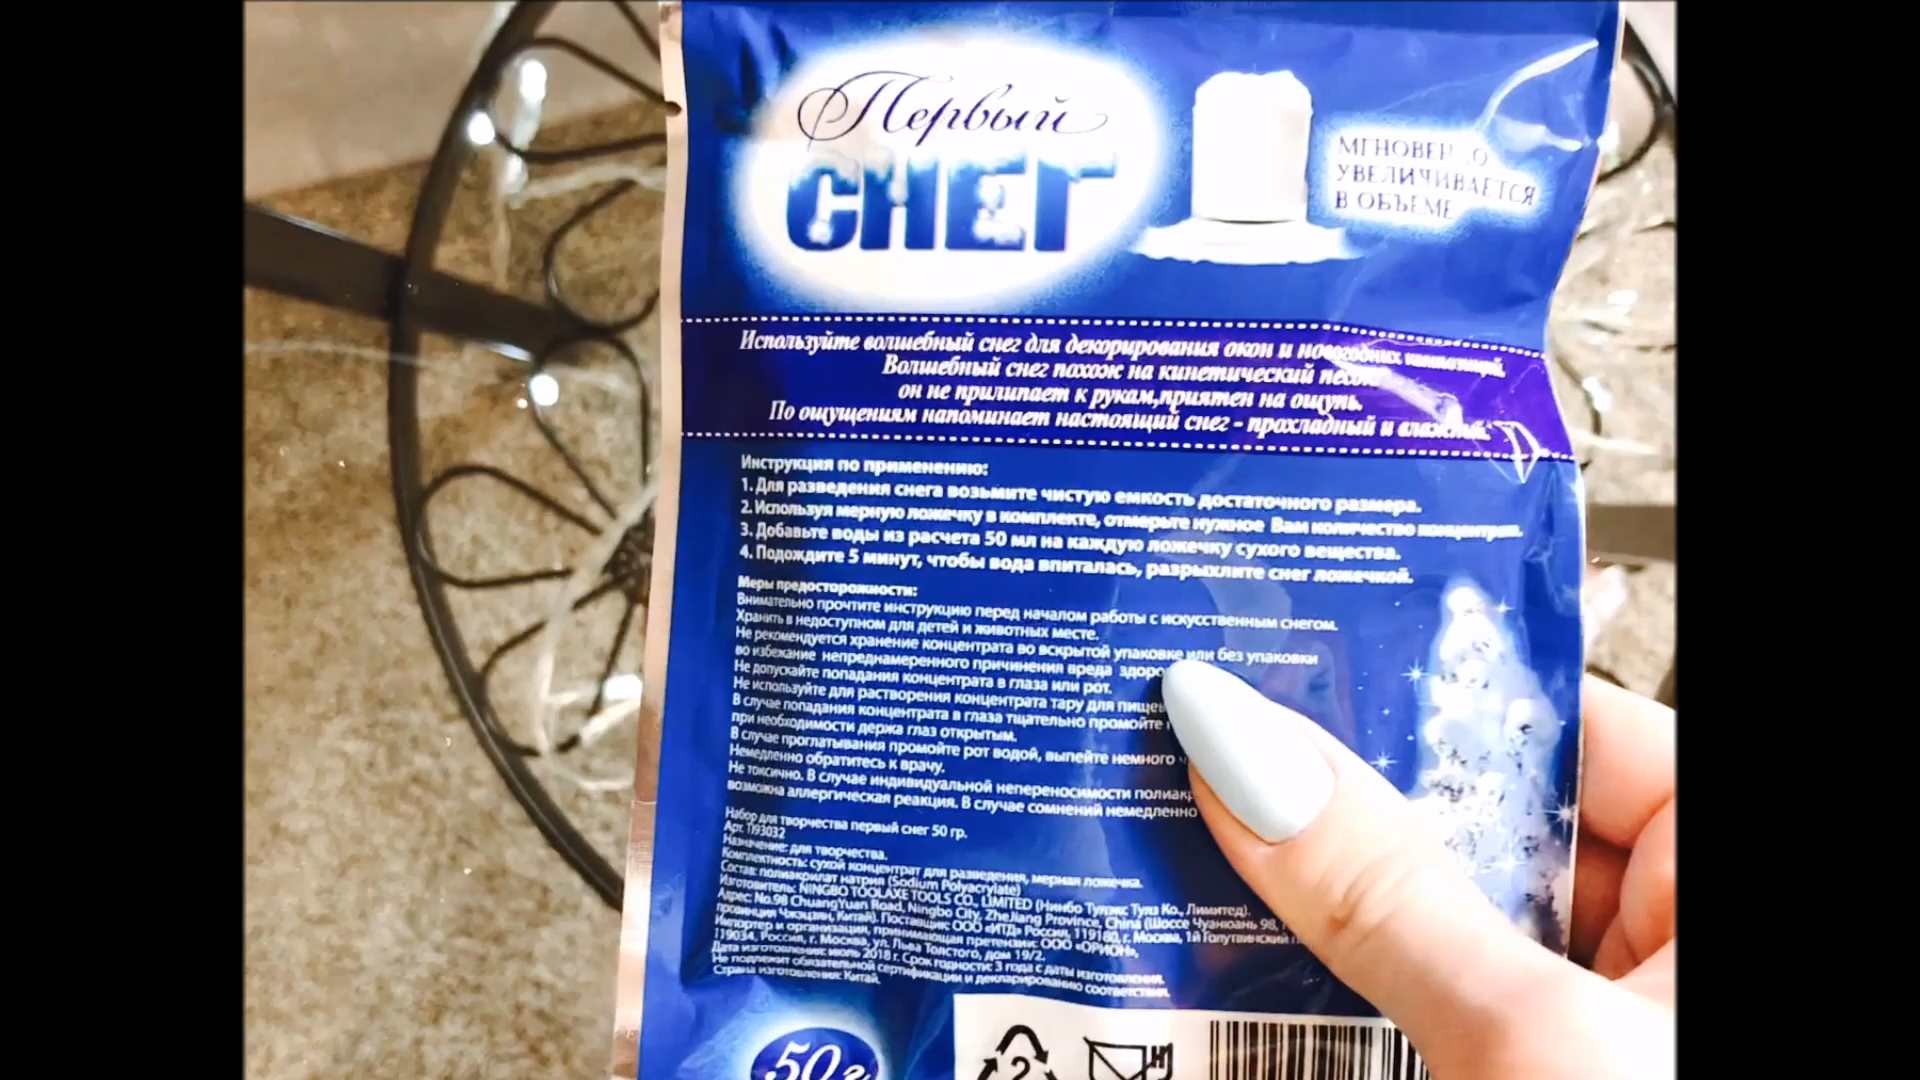 Первый
СНЕГ
МГНОВЕННО
УВЕЛИЧИВАЕТСЯ
В ОБЪЕМЕ
Используйте волшебный снег для декорирования окон и новогодних
Волшебный снег похож на кинетический песок
он не прилипает к рукам,приятен на ощупь.
По ощущениям напоминает настоящий снег - прохладный и влажный.
Инструкция по применению:
1. Для разведения снега возьмите чистую емкость достаточного размера.
2. Используя мерную ложечку в комплекте, отмерьте нужное Вам количество концентрата.
3. Добавьте воды из расчета 50 мл на каждую ложечку сухого вещества.
4. Подождите 5 минут, чтобы вода впиталась, разрыхлите снег ложечкой.
Меры предосторожности:
Внимательно прочтите инструкцию перед началом работы с искусственным снегом.
Хранить в недоступном для детей и животных месте.
Не рекомендуется хранение концентрата во вскрытой упаковке или без упаковки
во избежание непреднамеренного причинения вреда
Не допускайте попадания концентрата в глаза или рот.
Не используйте для растворения концентрата тару для
В случае попадания концентрата в глаза тщательно промойте
при необходимости держа глаз открытым.
В случае проглатывания промойте рот водой, выпейте немного
Немедленно обратитесь к врачу.
Не токсично. В случае индивидуальной непереносимости
возможна аллергическая реакция. В случае сомнений немедленно
Набор для творчества первый снег 50 гр.
Арт. TJ93032
Назначение: для творчества.
Комплектность: сухой концентрат для разведения, мерная ложечка.
Состав: полиакрилат натрия (Sodium Polyacrylate)
Изготовитель: NINGBO TOOLAXE TOOLS CO., LIMITED (Нинбо Тулэкс Тулз Ко., Лимитед).
Адрес: No.98 ChuangYuan Road, Ningbo City, ZheJiang Province, China (Шоссе Чуанюань 98,
провинция Чжэцзян, Китай). Поставщик: ООО «ИТД» Россия, 119180, г. Москва, 1й Голутвинский
Импортер и организация, принимающая претензии: ООО «ОРИОН»,
119034, Россия, г. Москва, ул. Льва Толстого, дом 19/2.
Дата изготовления: июль 2018 г. Срок годности: 3 года с даты изготовления.
Не подлежит обязательной сертификации и декларированию соответствия.
Страна изготовления: Китай.
50 г
2